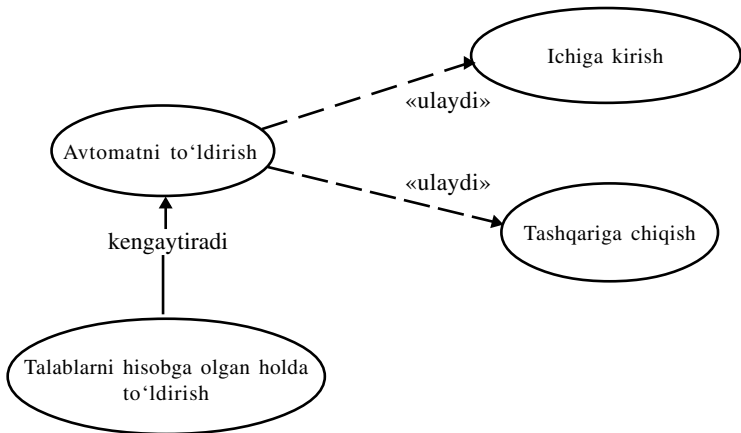 Ichiga kirish
«ulaydi»
Avtomatni to‘ldirish
«ulaydi»
Tashqariga chiqish
kengaytiradi
Talablarni hisobga olgan holda
to‘ldirish